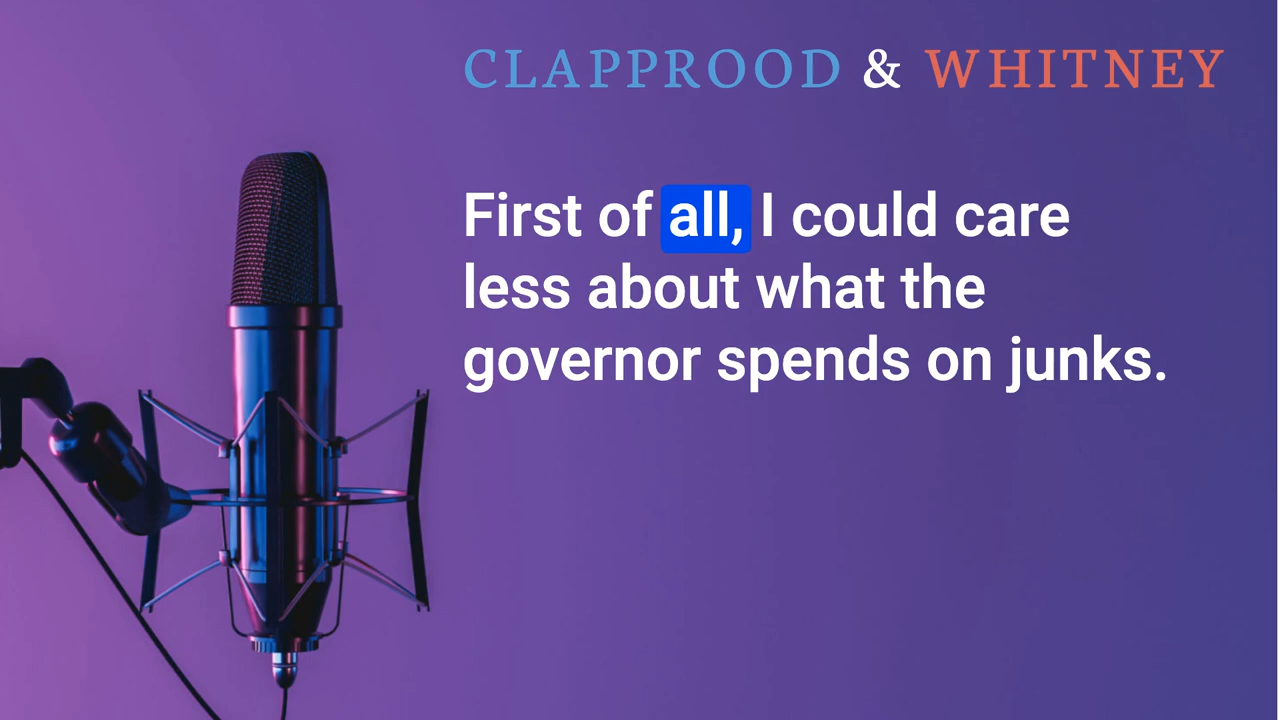 CLAPPROOD & WHITNEY
First of all, I could care
less about what the
governor spends on junks.